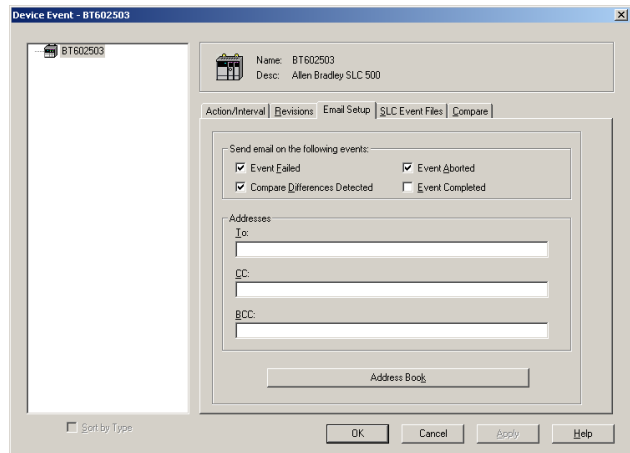 Device Event - BT602503
BT602503
Name: BT602503
Desc: Allen Bradley SLC 500
Action/Interval Revisions Email Setup SLC Event Files Compare
Send email on the following events:
Event Failed Event Aborted
Compare Differences Detected Event Completed
Addresses
To:
CC:
BCC:
Address Book
Sort by Type OK Cancel Apply Help